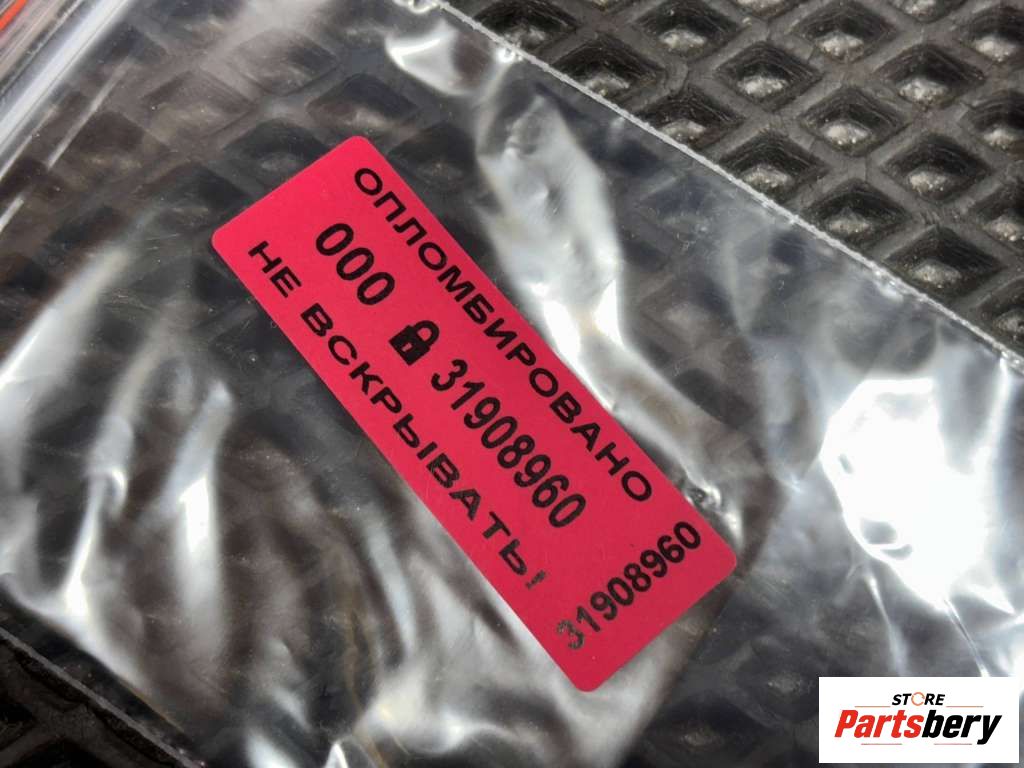 ОПЛОМБИРОВАНО
000 31908960
НЕ ВСКРЫВАТЬ!
31908960
STORE
Partsbery